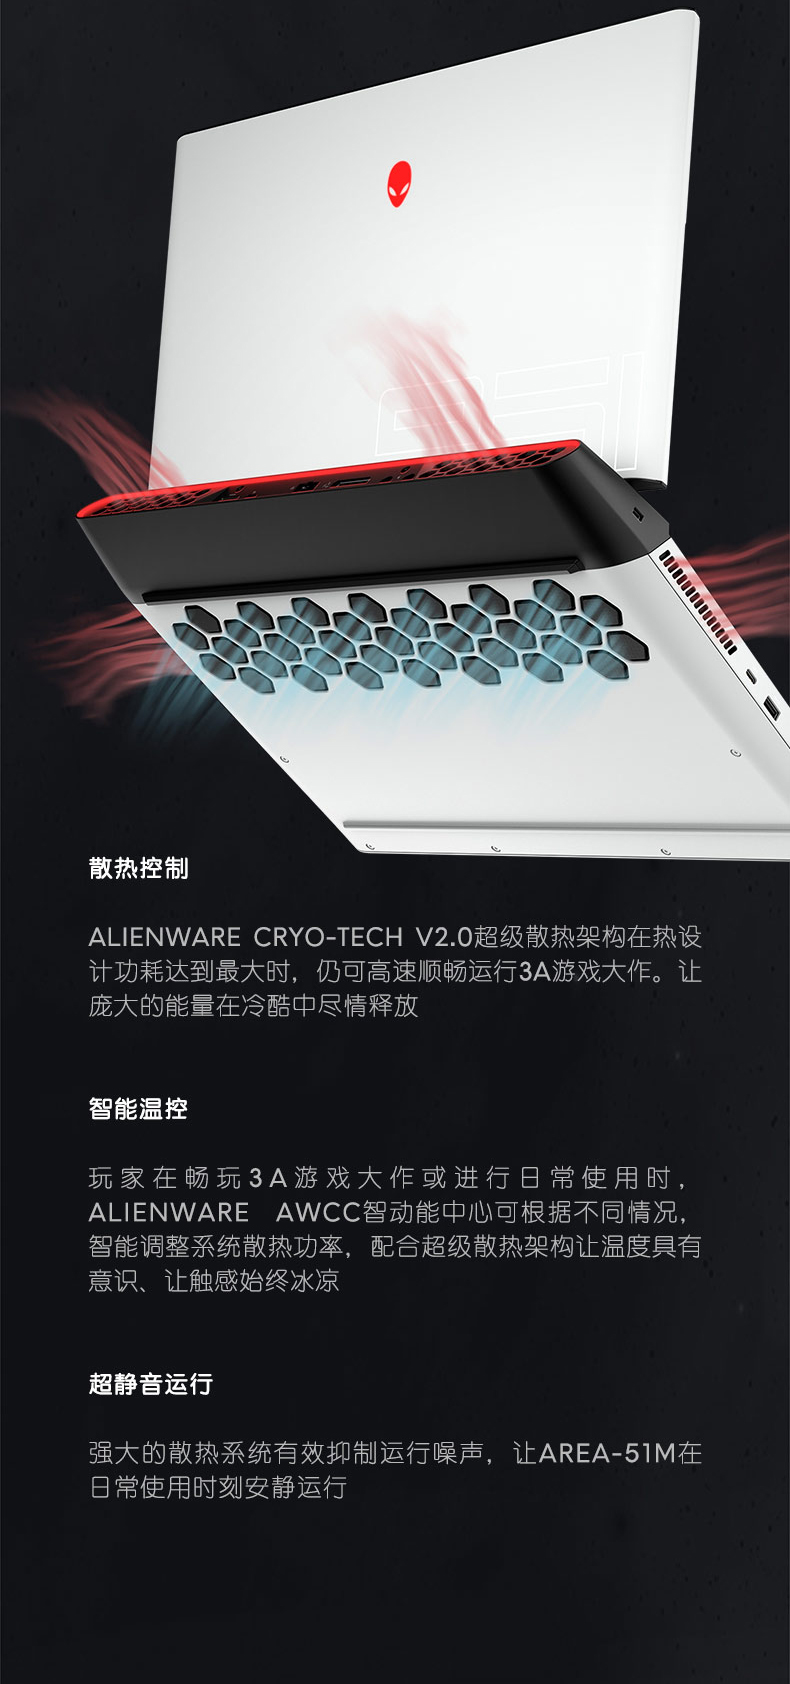 散热控制
ALIENWARE CRYO-TECH V2.0超级散热架构在热设
计功耗达到最大时，仍可高速顺畅运行3A游戏大作。让
庞大的能量在冷酷中尽情释放
智能温控
玩家在畅玩3A游戏大作或进行日常使用时，
ALIENWARE AWCC智动能中心可根据不同情况，
智能调整系统散热功率，配合超级散热架构让温度具有
意识、让触感始终冰凉
超静音运行
强大的散热系统有效抑制运行噪声，让AREA-51M在
日常使用时刻安静运行